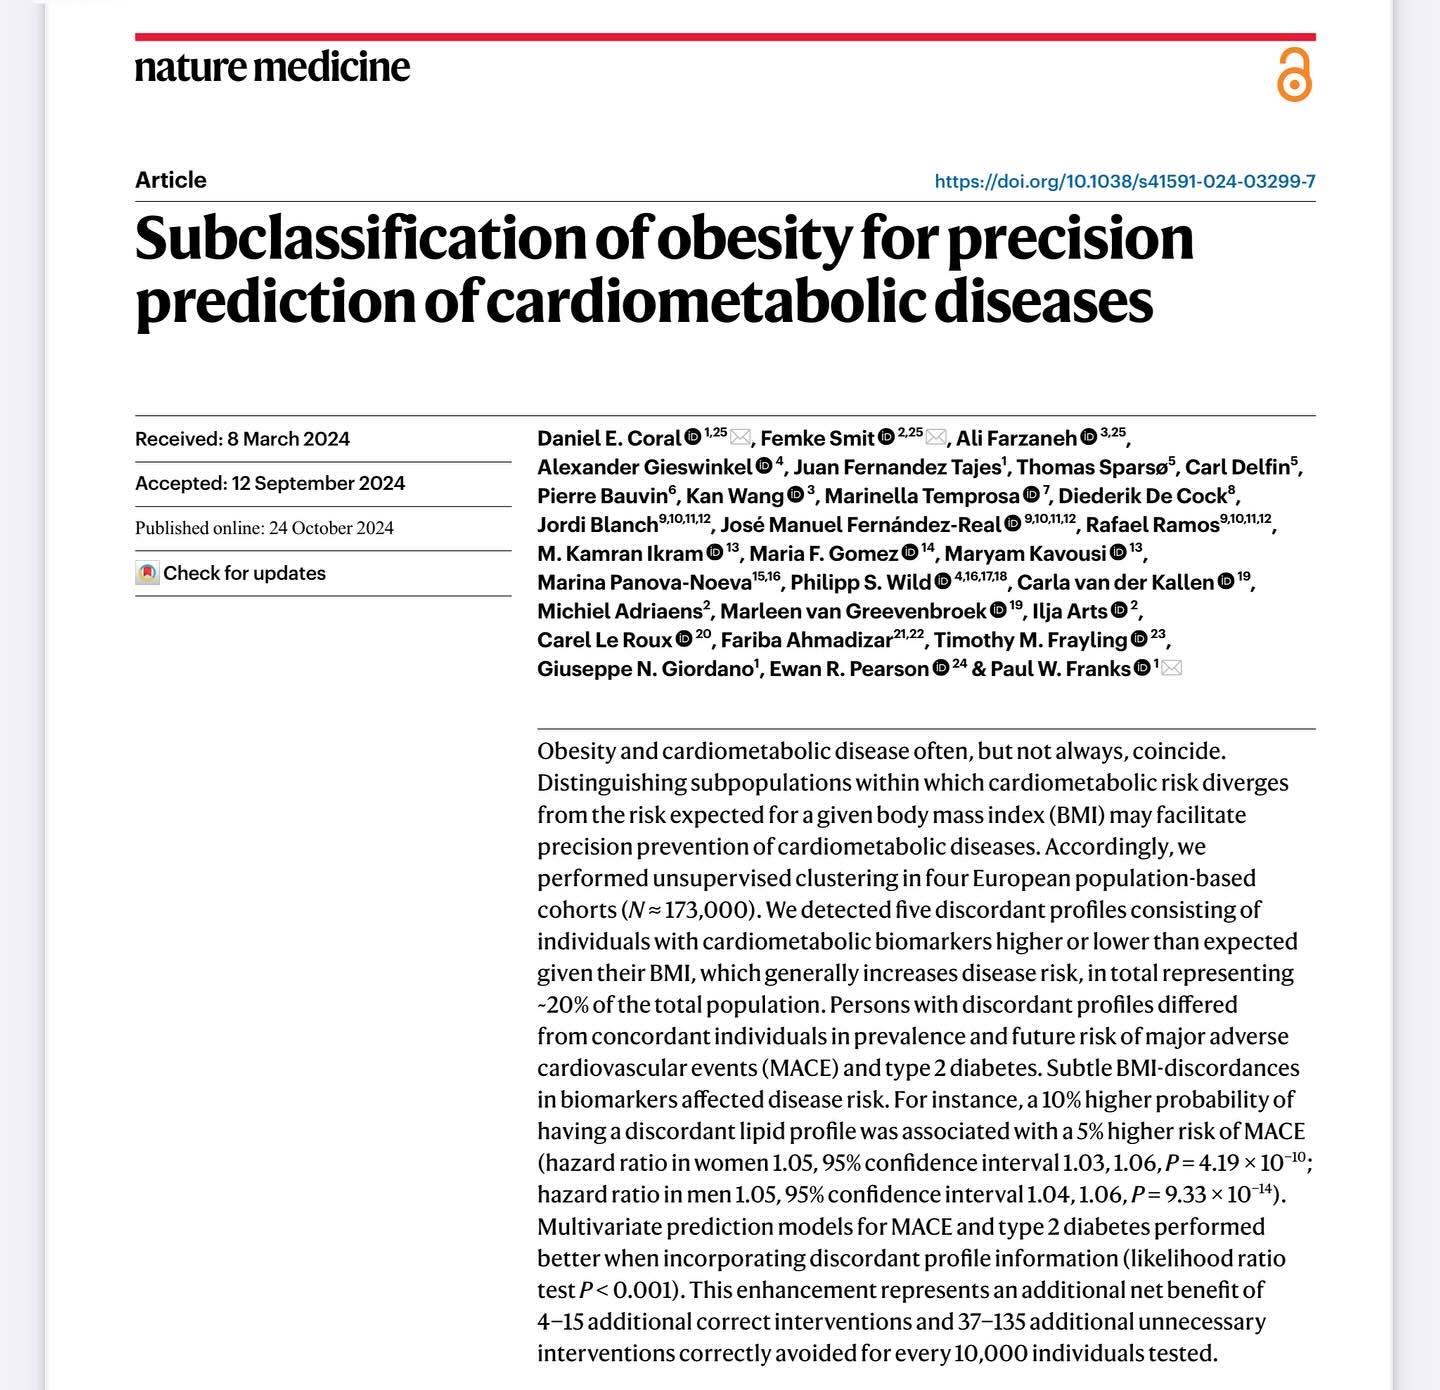 nature medicine
Article
https://doi.org/10.1038/s41591-024-03299-7
Subclassification of obesity for precision
prediction of cardiometabolic diseases
Received: 8 March 2024
Accepted: 12 September 2024
Published online: 24 October 2024
Check for updates
Daniel E. Coral 1,25, Femke Smit 2,25, Ali Farzaneh 3,25,
Alexander Gieswinkel 4, Juan Fernandez Tajes1, Thomas Sparsø5, Carl Delfin5,
Pierre Bauvin6, Kan Wang 3, Marinella Temprosa 7, Diederik De Cock8,
Jordi Blanch9,10,11,12, José Manuel Fernández-Real 9,10,11,12, Rafael Ramos9,10,11,12,
M. Kamran Ikram 13, Maria F. Gomez 14, Maryam Kavousi 13,
Marina Panova-Noeva15,16, Philipp S. Wild 4,16,17,18, Carla van der Kallen 19,
Michiel Adriaens2, Marleen van Greevenbroek 19, Ilja Arts 2,
Carel Le Roux 20, Fariba Ahmadizar21,22, Timothy M. Frayling 23,
Giuseppe N. Giordano1, Ewan R. Pearson 24 & Paul W. Franks 1
Obesity and cardiometabolic disease often, but not always, coincide.
Distinguishing subpopulations within which cardiometabolic risk diverges
from the risk expected for a given body mass index (BMI) may facilitate
precision prevention of cardiometabolic diseases. Accordingly, we
performed unsupervised clustering in four European population-based
cohorts (N ≈ 173,000). We detected five discordant profiles consisting of
individuals with cardiometabolic biomarkers higher or lower than expected
given their BMI, which generally increases disease risk, in total representing
~20% of the total population. Persons with discordant profiles differed
from concordant individuals in prevalence and future risk of major adverse
cardiovascular events (MACE) and type 2 diabetes. Subtle BMI-discordances
in biomarkers affected disease risk. For instance, a 10% higher probability of
having a discordant lipid profile was associated with a 5% higher risk of MACE
(hazard ratio in women 1.05, 95% confidence interval 1.03, 1.06, P = 4.19 × 10⁻¹⁰;
hazard ratio in men 1.05, 95% confidence interval 1.04, 1.06, P = 9.33 × 10⁻¹⁴).
Multivariate prediction models for MACE and type 2 diabetes performed
better when incorporating discordant profile information (likelihood ratio
test P < 0.001). This enhancement represents an additional net benefit of
4–15 additional correct interventions and 37–135 additional unnecessary
interventions correctly avoided for every 10,000 individuals tested.